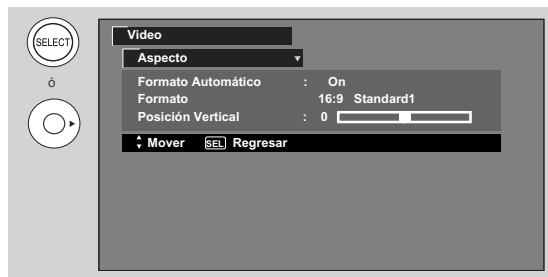 SELECT
ó
Video
Aspecto
Formato Automático : On
Formato 16:9 Standard1
Posición Vertical : 0
Mover SEL Regresar